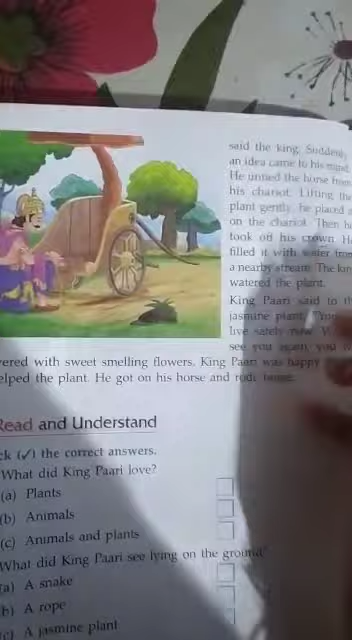 said the king. Suddenly
an idea came to his mind.
He untied the horse from
his chariot. Lifting the
plant gently, he placed
on the chariot. Then he
took off his crown. He
filled it with water from
a nearby stream. The king
watered the plant.
King Paari said to the
jasmine plant,
live safely now.
see you again, you
vered with sweet smelling flowers. King Paari was happy
elped the plant. He got on his horse and rode home.
Read and Understand
ck (✓) the correct answers.
What did King Paari love?
(a) Plants
(b) Animals
(c) Animals and plants
What did King Paari see lying on the ground?
(a) A snake
(b) A rope
(c) A jasmine plant